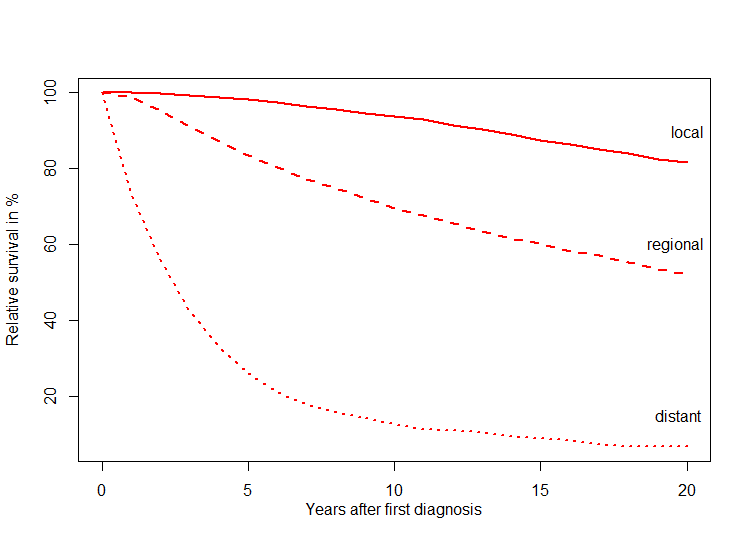 100
80
60
40
20
Relative survival in %
local
regional
distant
0 5 10 15 20
Years after first diagnosis